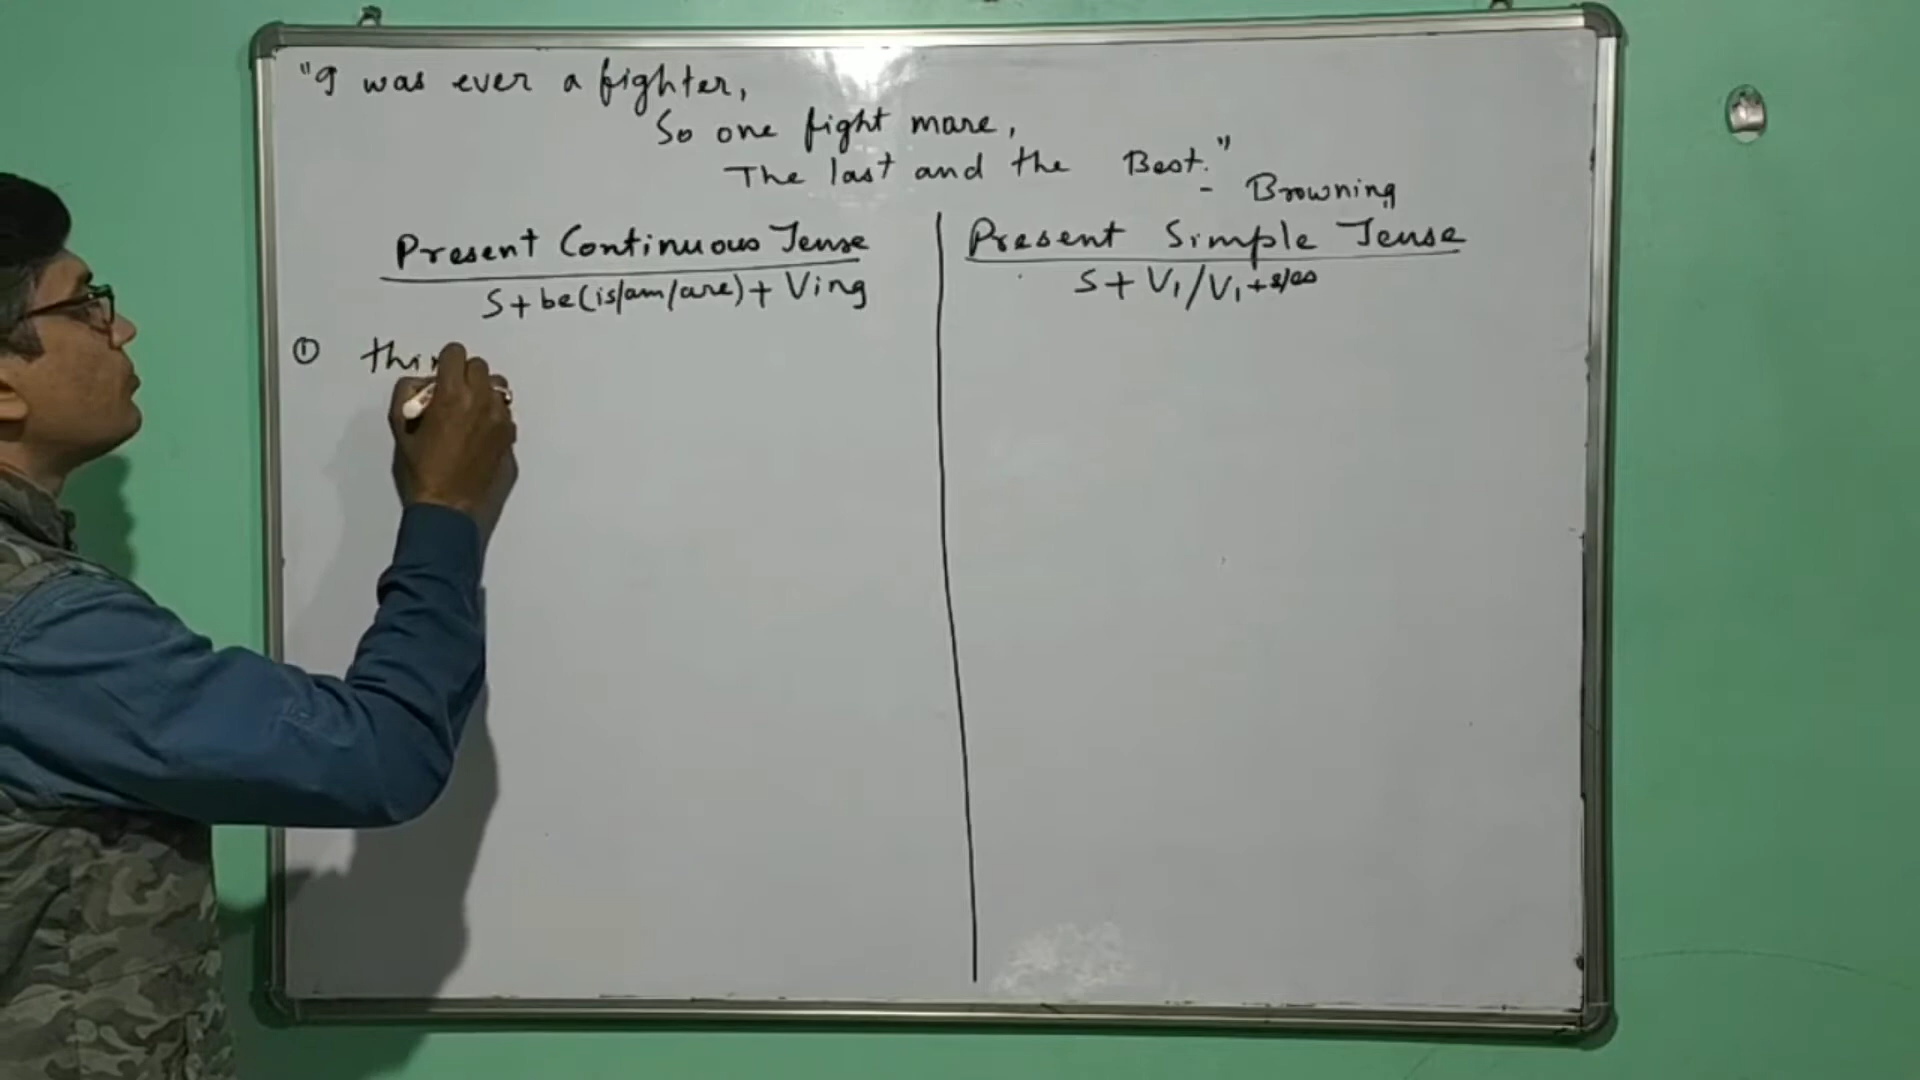 "I was ever a fighter,
So one fight more,
The last and the Best."
- Browning
Present Continuous Tense
S + be (is/am/are) + Ving
① thin
Present Simple Tense
S + V₁/V₁+s/es